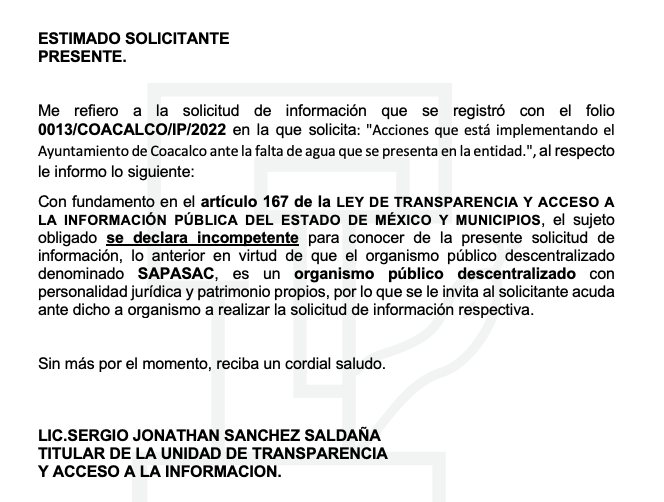 ESTIMADO SOLICITANTE
PRESENTE.
Me refiero a la solicitud de información que se registró con el folio
0013/COACALCO/IP/2022 en la que solicita: "Acciones que está implementando el
Ayuntamiento de Coacalco ante la falta de agua que se presenta en la entidad.", al respecto
le informo lo siguiente:
Con fundamento en el artículo 167 de la LEY DE TRANSPARENCIA Y ACCESO A
LA INFORMACIÓN PÚBLICA DEL ESTADO DE MÉXICO Y MUNICIPIOS, el sujeto
obligado se declara incompetente para conocer de la presente solicitud de
información, lo anterior en virtud de que el organismo público descentralizado
denominado SAPASAC, es un organismo público descentralizado con
personalidad jurídica y patrimonio propios, por lo que se le invita al solicitante acuda
ante dicho a organismo a realizar la solicitud de información respectiva.
Sin más por el momento, reciba un cordial saludo.
LIC.SERGIO JONATHAN SANCHEZ SALDAÑA
TITULAR DE LA UNIDAD DE TRANSPARENCIA
Y ACCESO A LA INFORMACION.